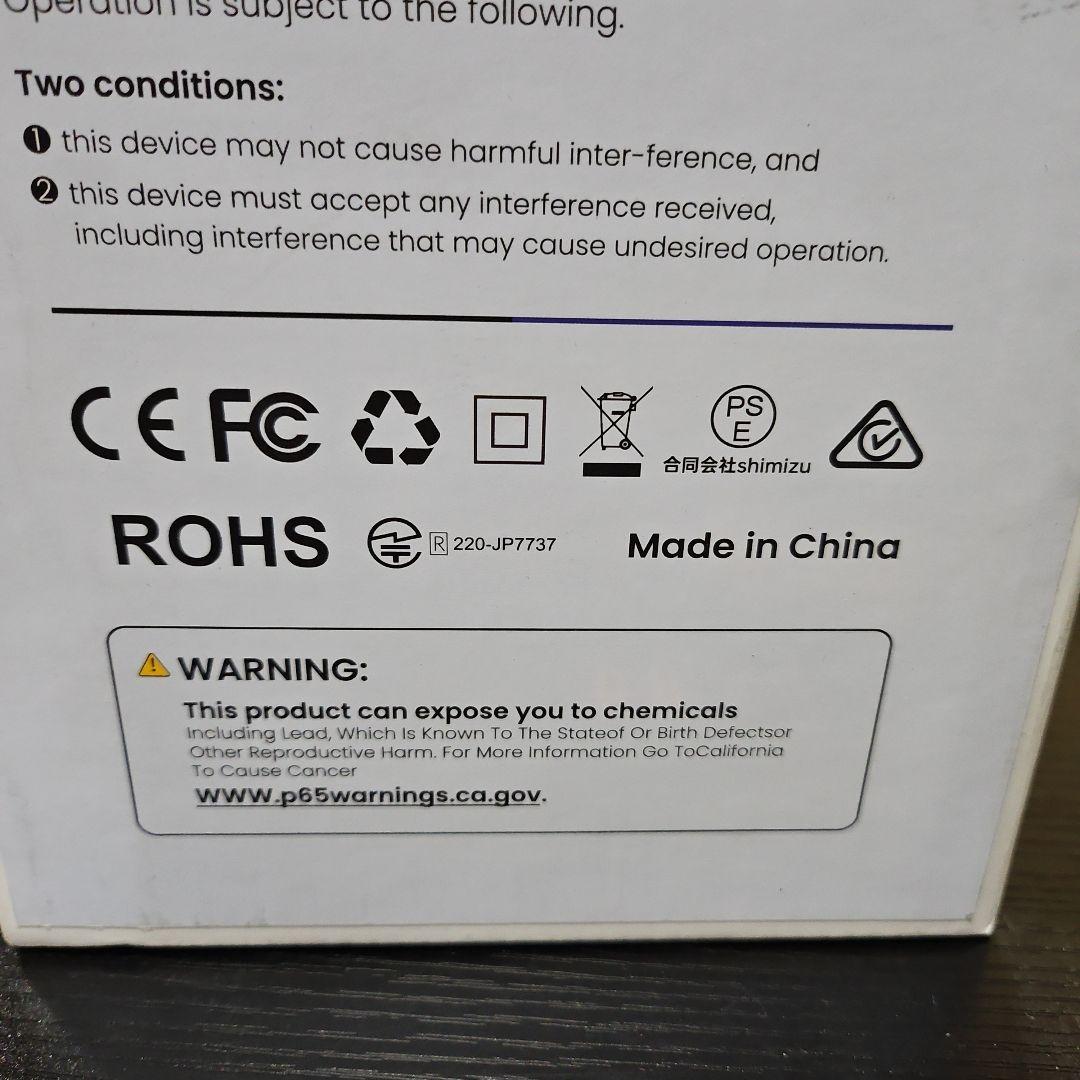 Operation is subject to the following.
Two conditions:
1 this device may not cause harmful inter-ference, and
2 this device must accept any interference received,
including interference that may cause undesired operation.
CE FC PS
E
合同会社shimizu
ROHS R 220-JP7737 Made in China
WARNING:
This product can expose you to chemicals
Including Lead, Which Is Known To The Stateof Or Birth Defectsor
Other Reproductive Harm. For More Information Go ToCalifornia
To Cause Cancer
WWW.p65warnings.ca.gov.